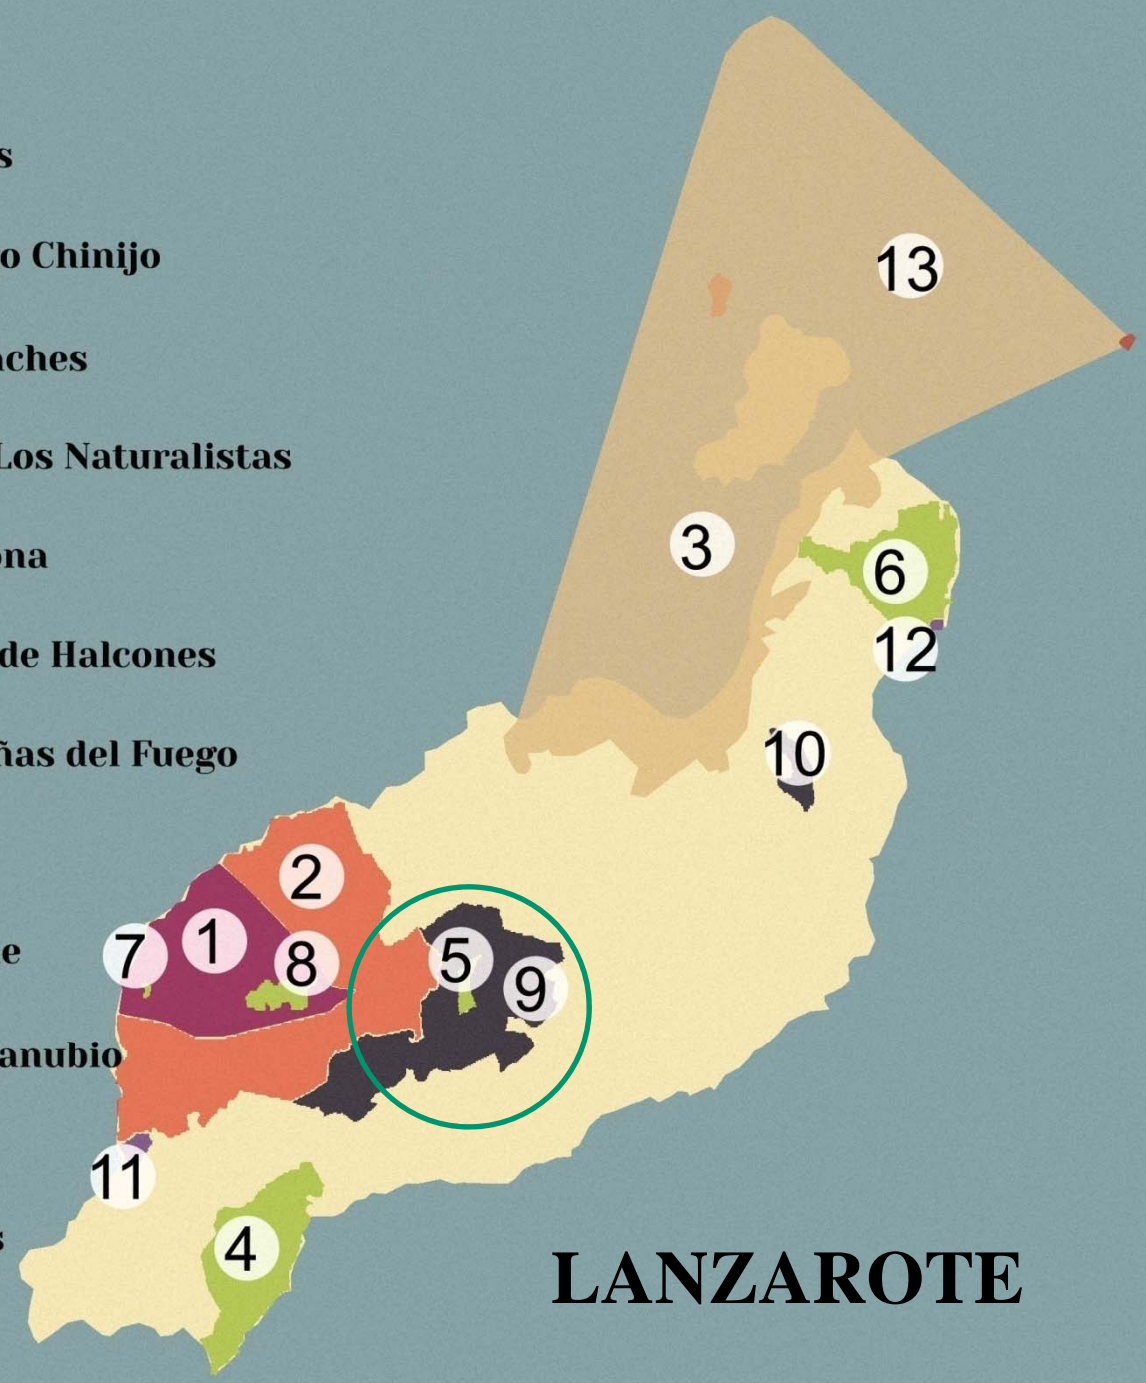 s
o Chinijo
aches
Los Naturalistas
ona
de Halcones
ñas del Fuego
e
anubio
s
13
3
6
12
10
2
1
7
8
5
9
11
4
LANZAROTE